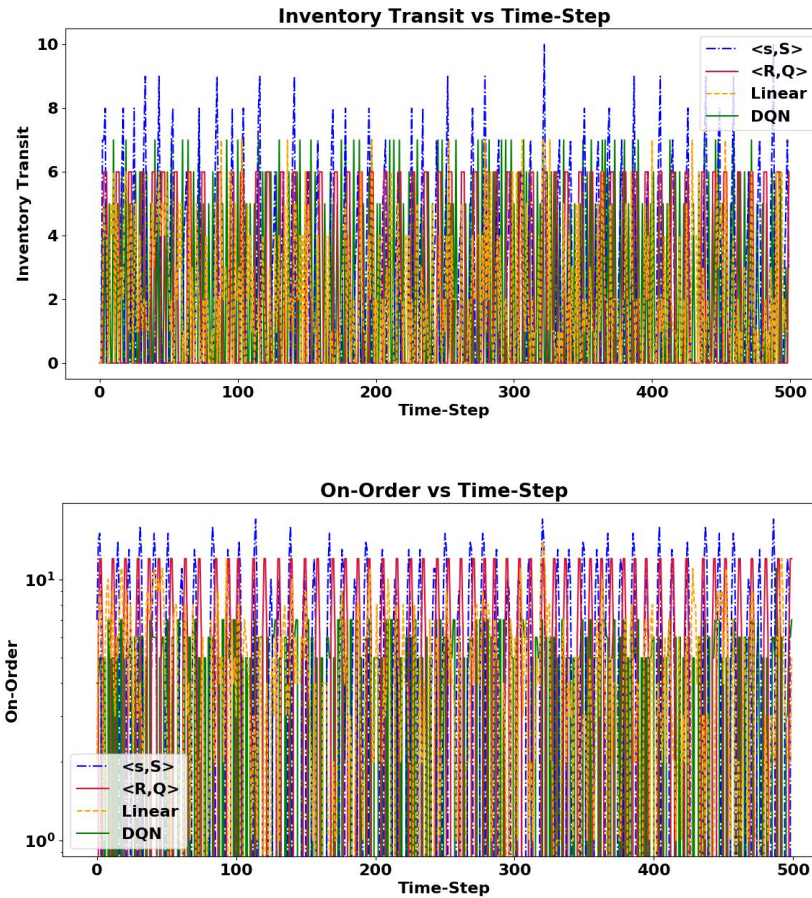 Inventory Transit vs Time-Step
10
8
6
4
2
0
Inventory Transit
<s,S>
<R,Q>
Linear
DQN
0 100 200 300 400 500
Time-Step
On-Order vs Time-Step
10¹
10⁰
On-Order
<s,S>
<R,Q>
Linear
DQN
0 100 200 300 400 500
Time-Step